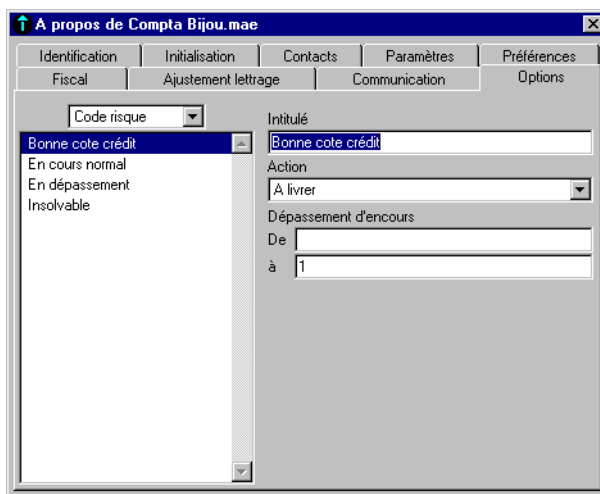 A propos de Compta Bijou.mae
Identification Initialisation Contacts Paramètres Préférences
Fiscal Ajustement lettrage Communication Options
Code risque
Bonne cote crédit
En cours normal
En dépassement
Insolvable
Intitulé
Bonne cote crédit
Action
A livrer
Dépassement d'encours
De
à 1